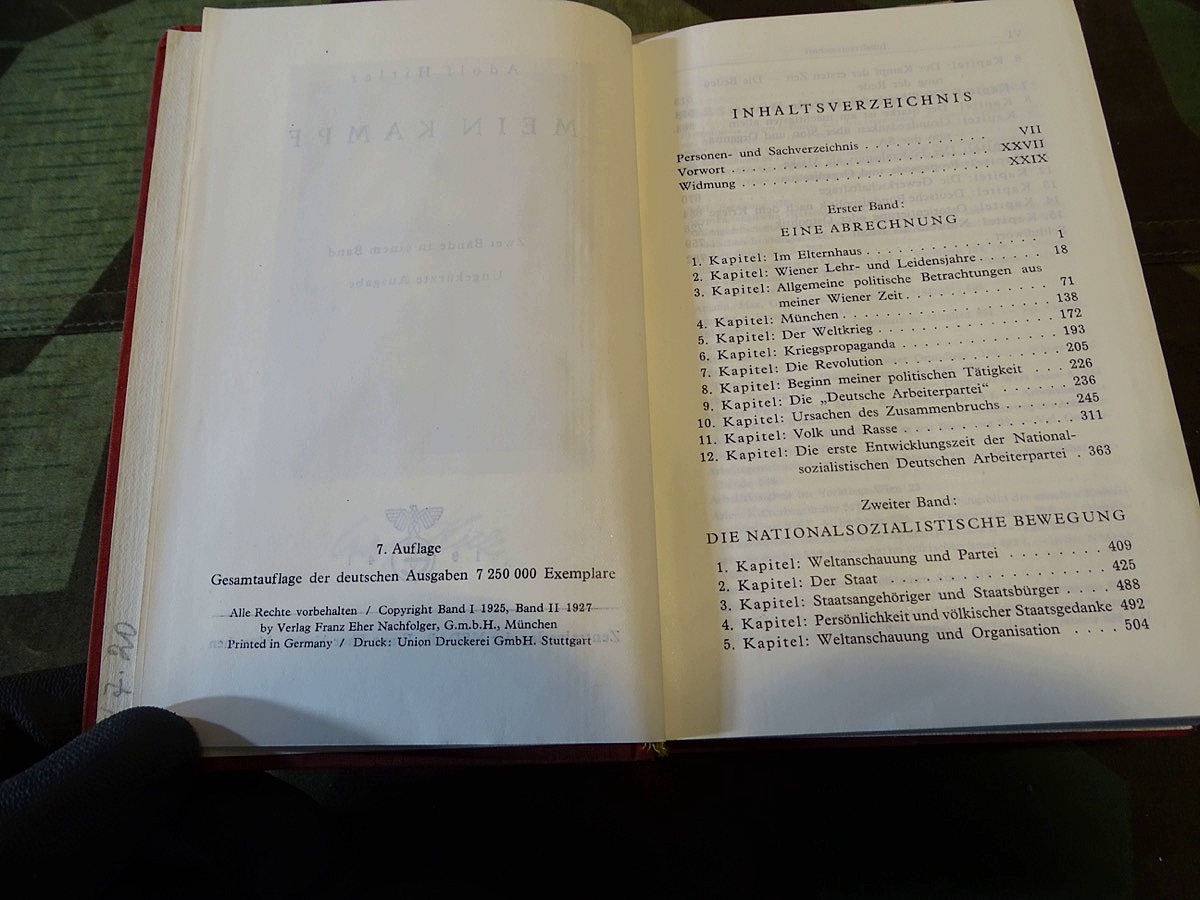 7. Auflage
Gesamtauflage der deutschen Ausgaben 7 250 000 Exemplare
Alle Rechte vorbehalten / Copyright Band I 1925, Band II 1927
by Verlag Franz Eher Nachfolger, G.m.b.H., München
Printed in Germany / Druck: Union Druckerei GmbH. Stuttgart
INHALTSVERZEICHNIS
Personen- und Sachverzeichnis . . . . . . . . . . . VII
Vorwort . . . . . . . . . . . . . . . . . . . . . . . XXVII
Widmung . . . . . . . . . . . . . . . . . . . . . . . XXIX
Erster Band:
EINE ABRECHNUNG
1. Kapitel: Im Elternhaus . . . . . . . . . . . . . . 1
2. Kapitel: Wiener Lehr- und Leidensjahre . . . . . . 18
3. Kapitel: Allgemeine politische Betrachtungen aus
meiner Wiener Zeit . . . . . . . . . . . . 71
4. Kapitel: München . . . . . . . . . . . . . . . . . 138
5. Kapitel: Der Weltkrieg . . . . . . . . . . . . . . 172
6. Kapitel: Kriegspropaganda . . . . . . . . . . . . 193
7. Kapitel: Die Revolution . . . . . . . . . . . . . 205
8. Kapitel: Beginn meiner politischen Tätigkeit . . . 226
9. Kapitel: Die „Deutsche Arbeiterpartei“ . . . . . . 236
10. Kapitel: Ursachen des Zusammenbruchs . . . . . . 245
11. Kapitel: Volk und Rasse . . . . . . . . . . . . . 311
12. Kapitel: Die erste Entwicklungszeit der National-
sozialistischen Deutschen Arbeiterpartei . 363
Zweiter Band:
DIE NATIONALSOZIALISTISCHE BEWEGUNG
1. Kapitel: Weltanschauung und Partei . . . . . . . . 409
2. Kapitel: Der Staat . . . . . . . . . . . . . . . . 425
3. Kapitel: Staatsangehöriger und Staatsbürger . . . . 488
4. Kapitel: Persönlichkeit und völkischer Staatsgedanke 492
5. Kapitel: Weltanschauung und Organisation . . . . 504